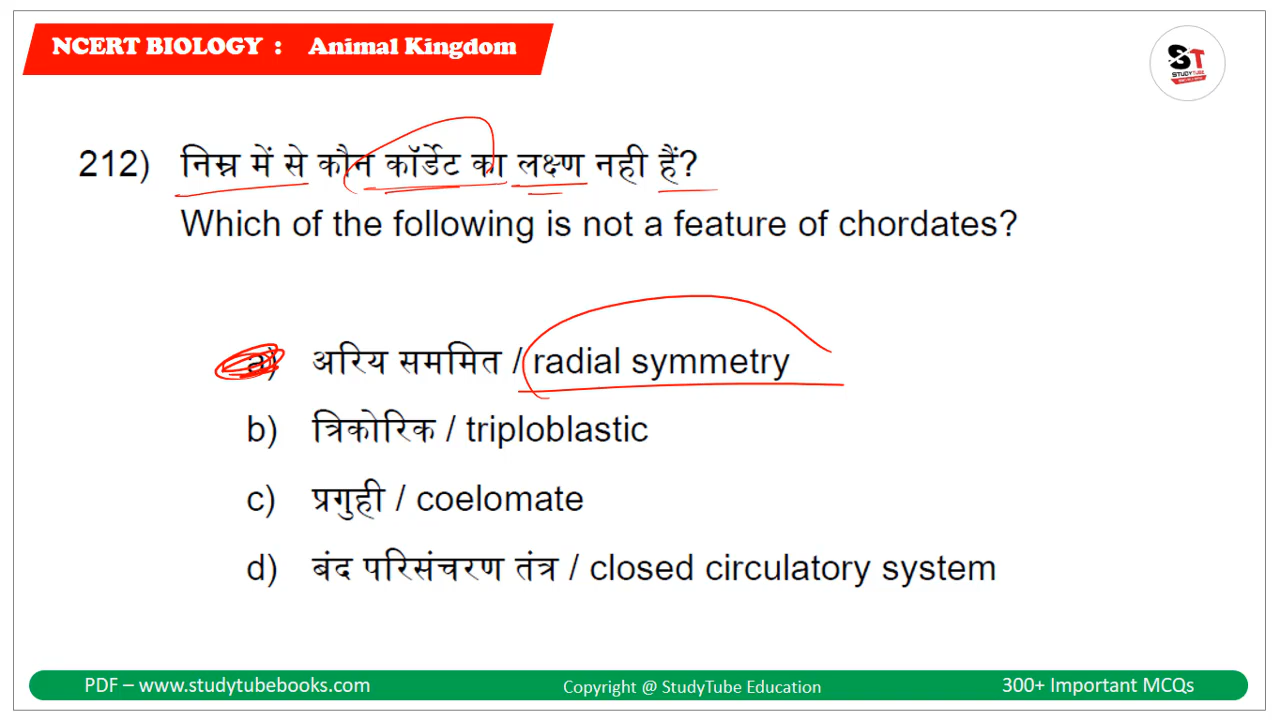 NCERT BIOLOGY : Animal Kingdom
ST
STUDYTUBE
212) निम्न में से कौन कॉर्डेट का लक्ष्ण नही हैं?
Which of the following is not a feature of chordates?
a) अरिय सममित / radial symmetry
b) त्रिकोरिक / triploblastic
c) प्रगुही / coelomate
d) बंद परिसंचरण तंत्र / closed circulatory system
PDF – www.studytubebooks.com Copyright @ StudyTube Education 300+ Important MCQs